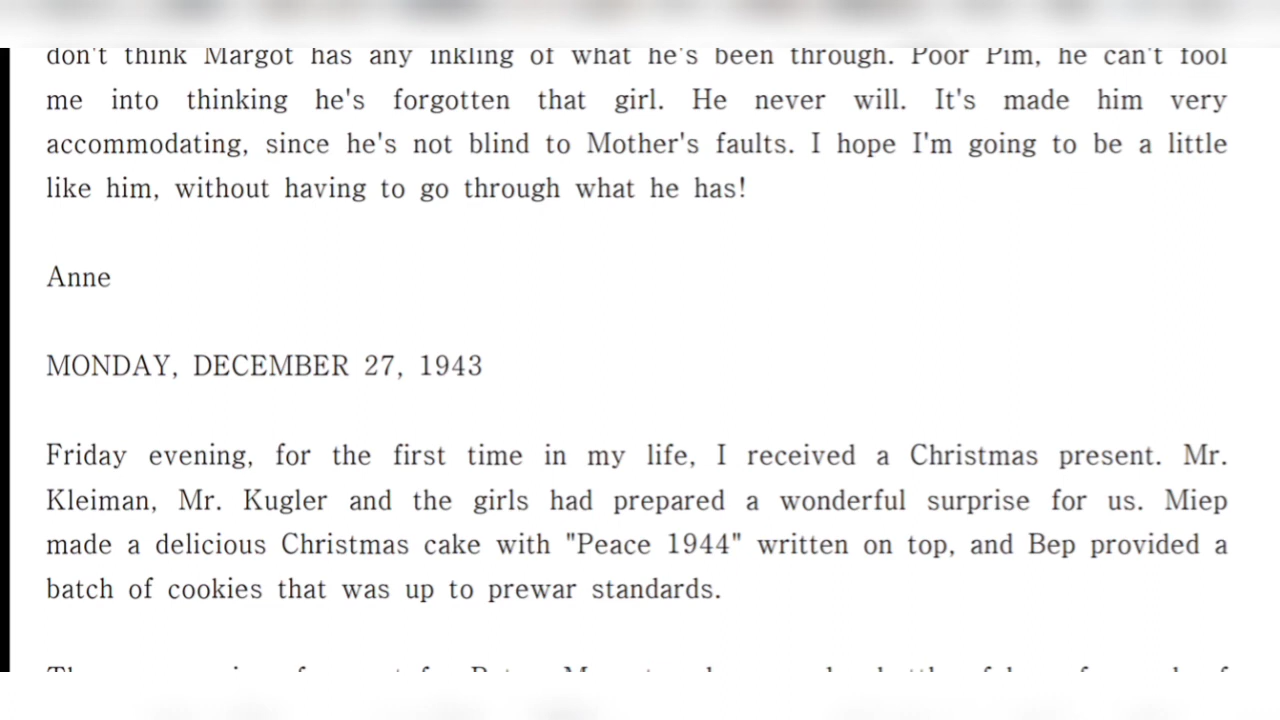 don't think Margot has any inkling of what he's been through. Poor Pim, he can't fool
me into thinking he's forgotten that girl. He never will. It's made him very
accommodating, since he's not blind to Mother's faults. I hope I'm going to be a little
like him, without having to go through what he has!
Anne
MONDAY, DECEMBER 27, 1943
Friday evening, for the first time in my life, I received a Christmas present. Mr.
Kleiman, Mr. Kugler and the girls had prepared a wonderful surprise for us. Miep
made a delicious Christmas cake with "Peace 1944" written on top, and Bep provided a
batch of cookies that was up to prewar standards.